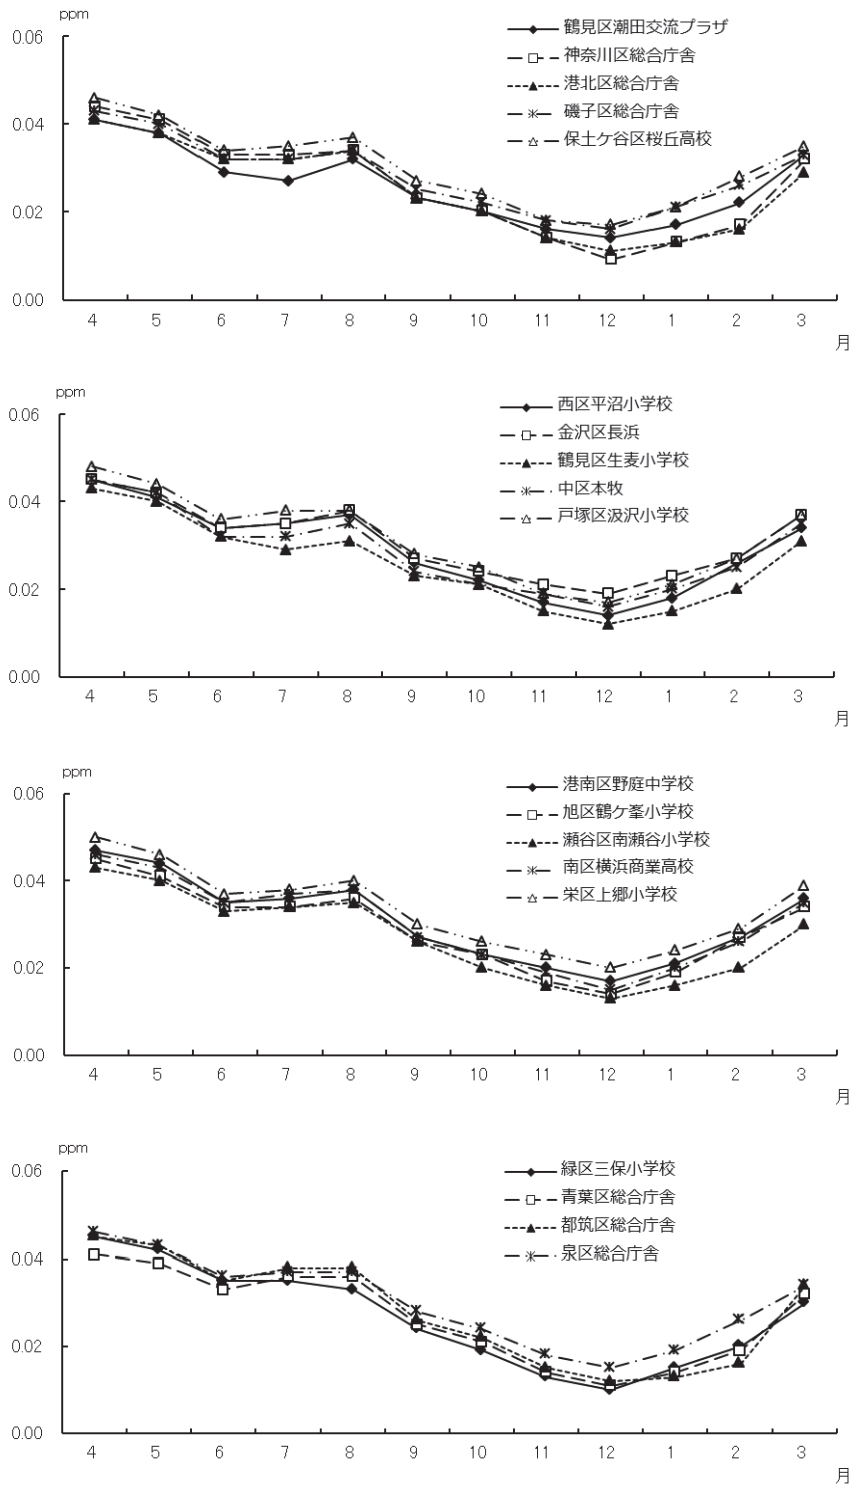 ppm
0.06
0.04
0.02
0.00
鶴見区潮田交流プラザ
神奈川区総合庁舎
港北区総合庁舎
磯子区総合庁舎
保土ケ谷区桜丘高校
4 5 6 7 8 9 10 11 12 1 2 3
月
ppm
0.06
0.04
0.02
0.00
西区平沼小学校
金沢区長浜
鶴見区生麦小学校
中区本牧
戸塚区汲沢小学校
4 5 6 7 8 9 10 11 12 1 2 3
月
ppm
0.06
0.04
0.02
0.00
港南区野庭中学校
旭区鶴ケ峯小学校
瀬谷区南瀬谷小学校
南区横浜商業高校
栄区上郷小学校
4 5 6 7 8 9 10 11 12 1 2 3
月
ppm
0.06
0.04
0.02
0.00
緑区三保小学校
青葉区総合庁舎
都筑区総合庁舎
泉区総合庁舎
4 5 6 7 8 9 10 11 12 1 2 3
月